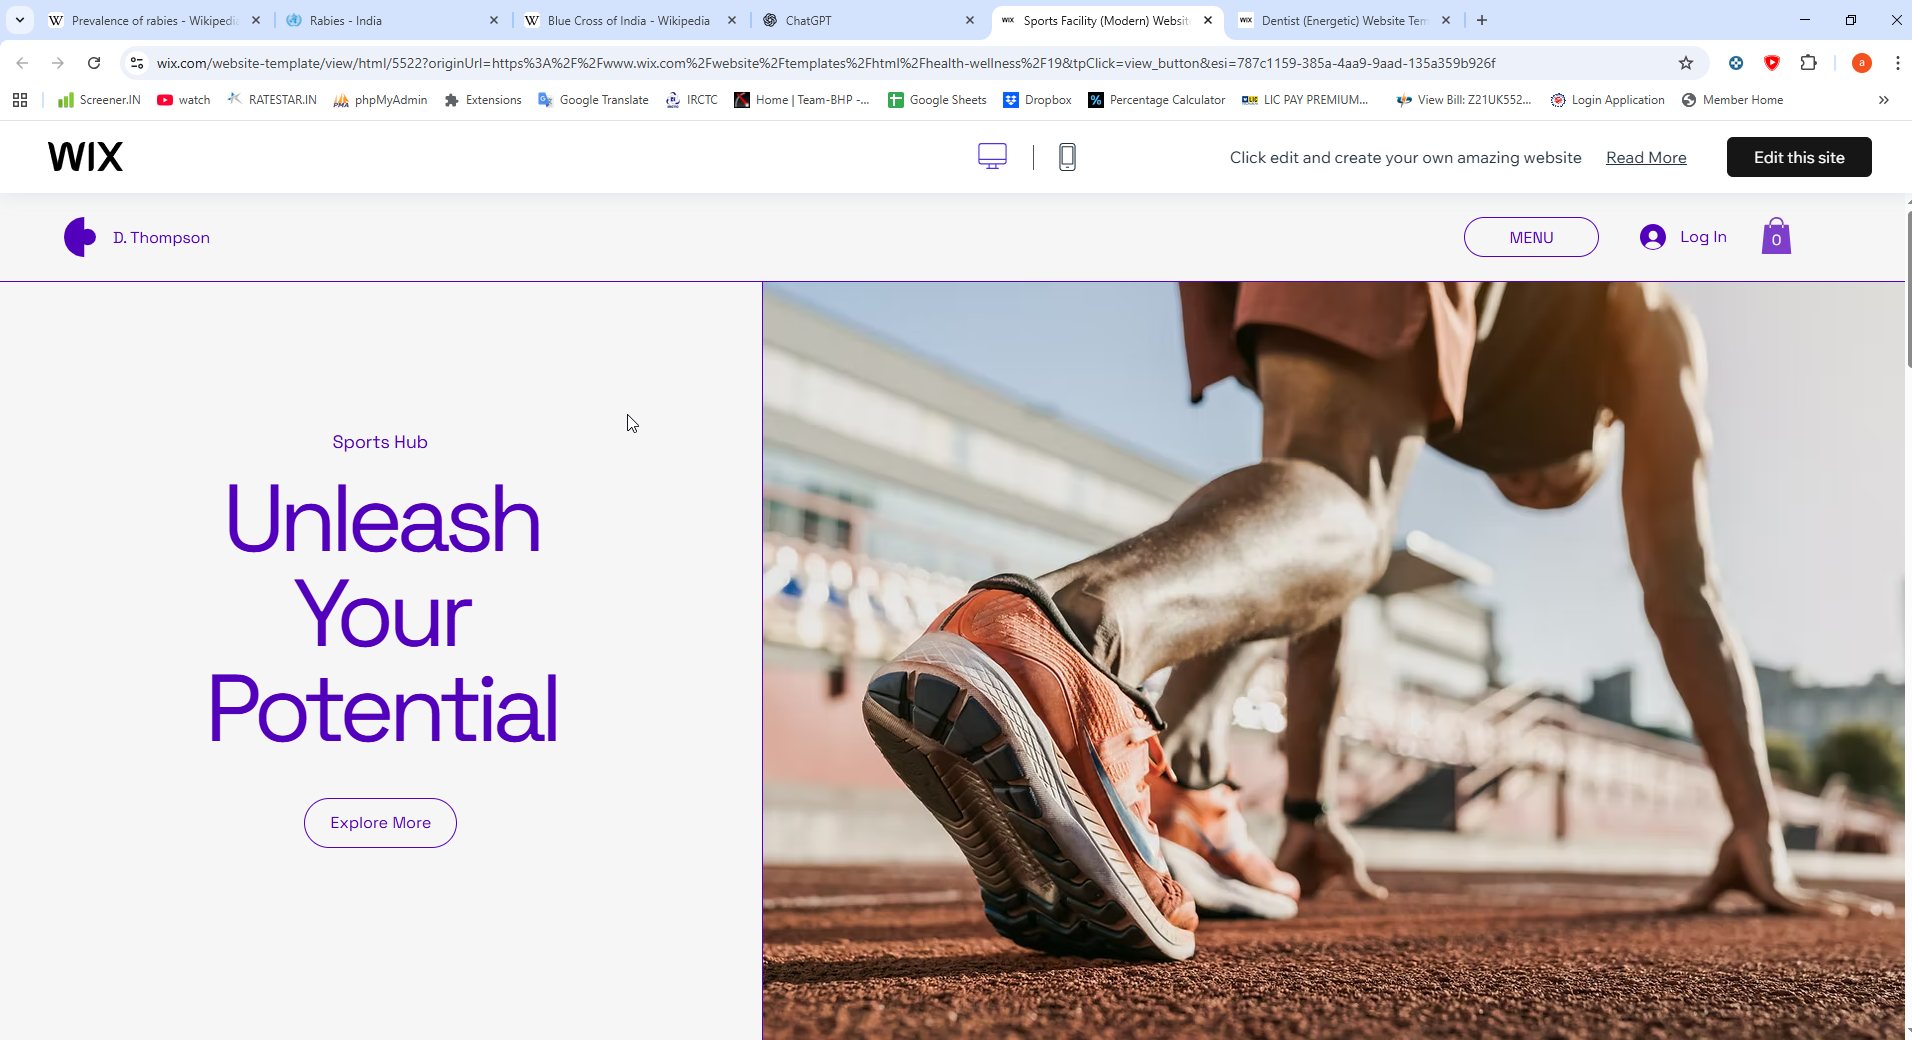 Prevalence of rabies - Wikipedia
Rabies - India
Blue Cross of India - Wikipedia
ChatGPT
WIX Sports Facility (Modern) Websit
WIX Dentist (Energetic) Website Tem
wix.com/website-template/view/html/5522?originUrl=https%3A%2F%2Fwww.wix.com%2Fwebsite%2Ftemplates%2Fhtml%2Fhealth-wellness%2F19&tpClick=view_button&esi=787c1159-385a-4aa9-9aad-135a359b926f
a
Screener.IN watch RATESTAR.IN phpMyAdmin Extensions Google Translate IRCTC Home | Team-BHP -... Google Sheets Dropbox Percentage Calculator LIC PAY PREMIUM... View Bill: Z21UK552... Login Application Member Home
WIX
Click edit and create your own amazing website Read More Edit this site
D. Thompson
MENU Log In 0
Sports Hub
Unleash
Your
Potential
Explore More